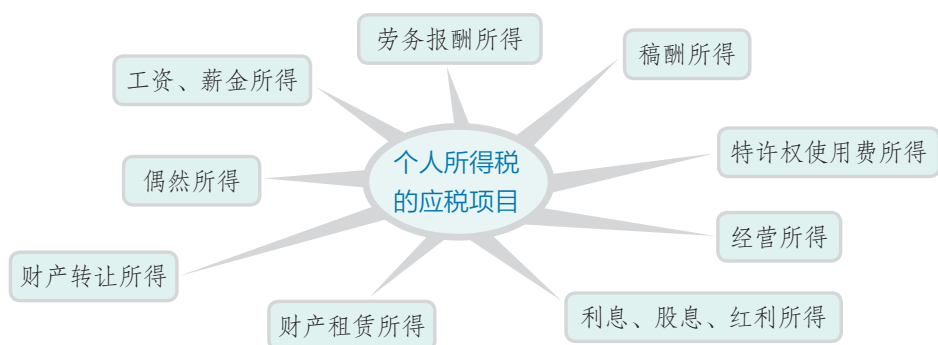 劳务报酬所得
稿酬所得
工资、薪金所得
个人所得税
的应税项目
特许权使用费所得
偶然所得
经营所得
财产转让所得
财产租赁所得
利息、股息、红利所得